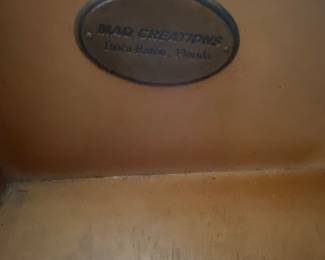 MAD CREATIONS
Boca Raton, Florida